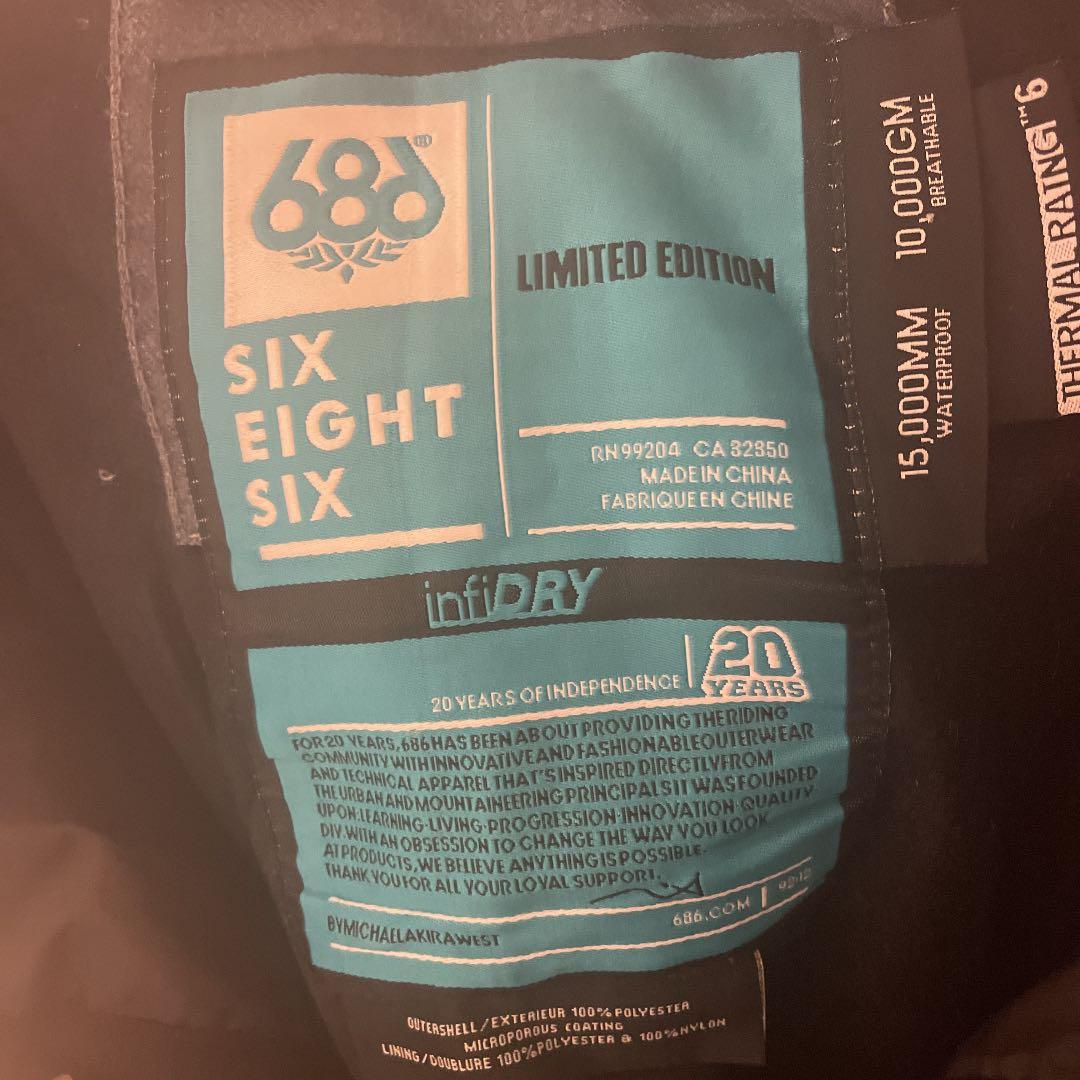 686®
SIX
EIGHT
SIX
LIMITED EDITION
RN99204 CA 32350
MADE IN CHINA
FABRIQUE EN CHINE
infiDRY
20 YEARS OF INDEPENDENCE
20
YEARS
FOR 20 YEARS, 686 HAS BEEN ABOUT PROVIDING THE RIDING
COMMUNITY WITH INNOVATIVE AND FASHIONABLE OUTERWEAR
AND TECHNICAL APPAREL THAT'S INSPIRED DIRECTLY FROM
THE URBAN AND MOUNTAINEERING PRINCIPALS IT WAS FOUNDED
UPON: LEARNING·LIVING·PROGRESSION·INNOVATION·QUALITY
DIY. WITH AN OBSESSION TO CHANGE THE WAY YOU LOOK
AT PRODUCTS, WE BELIEVE ANYTHING IS POSSIBLE.
THANK YOU FOR ALL YOUR LOYAL SUPPORT.
BY MICHAEL AKIRA WEST
686.COM | 92·12
OUTERSHELL/EXTERIEUR 100% POLYESTER
MICROPOROUS COATING
LINING/DOUBLURE 100% POLYESTER & 100% NYLON
15,000MM
WATERPROOF
10,000GM
BREATHABLE
THERMAL RATNGI™ 6